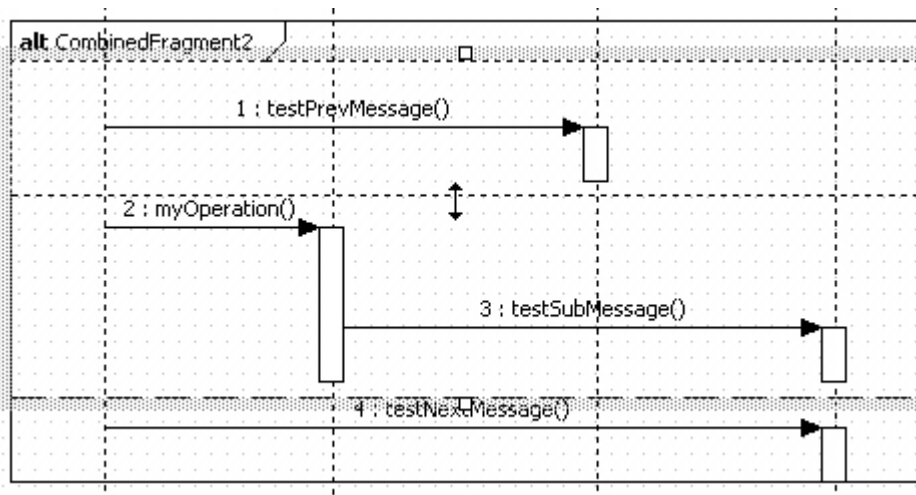 alt CombinedFragment2
1 : testPrevMessage()
2 : myOperation()
3 : testSubMessage()
4 : testNextMessage()